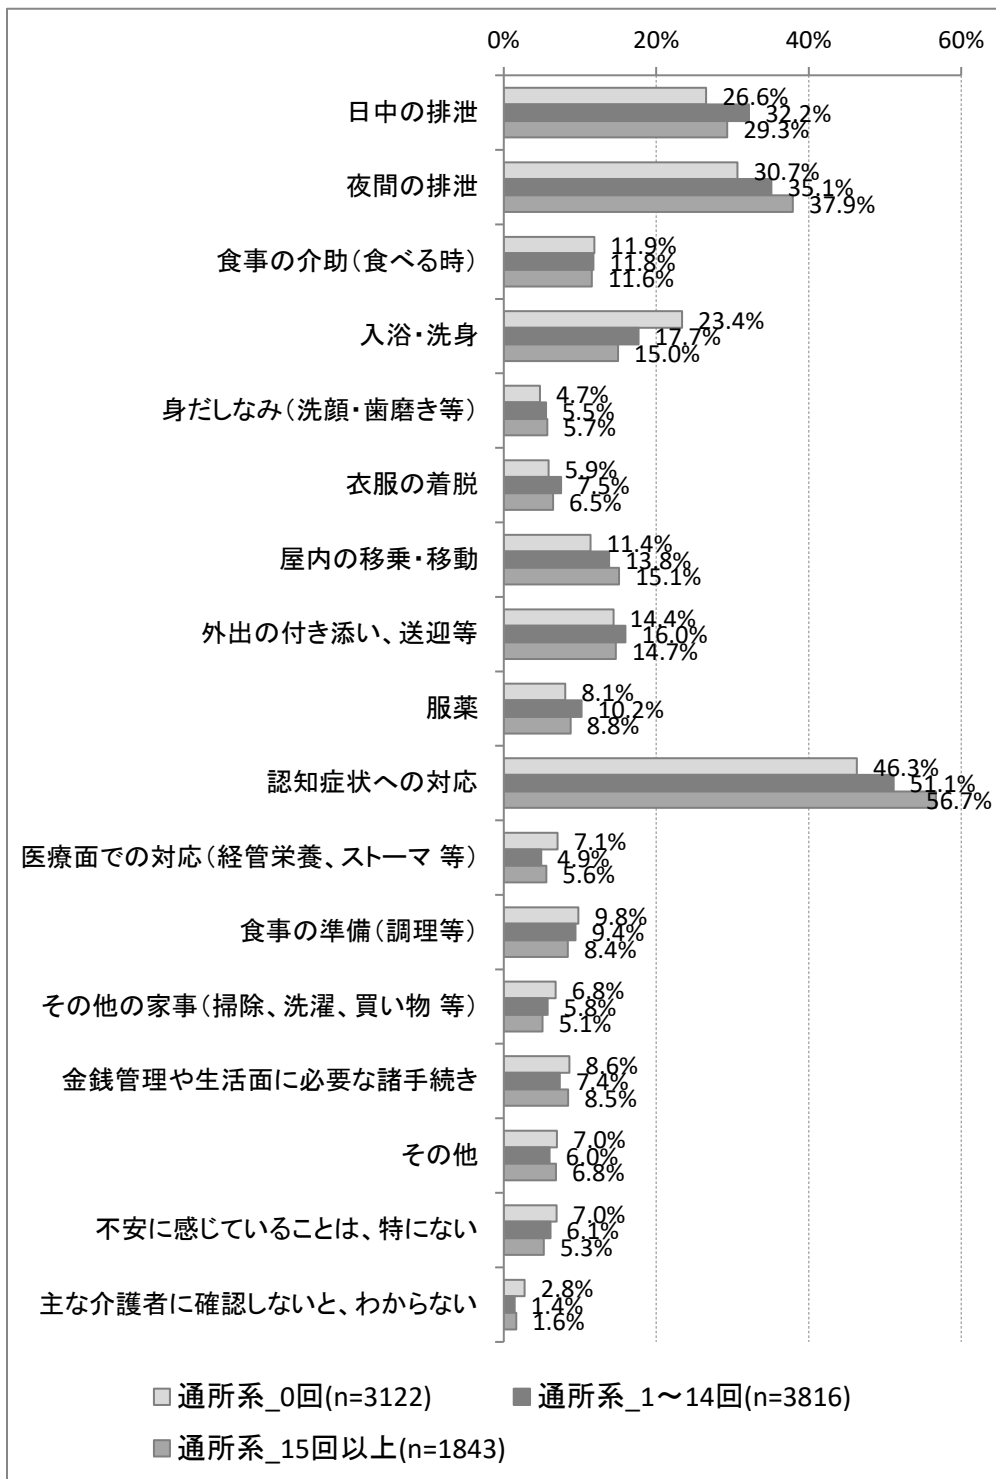 0% 20% 40% 60%
日中の排泄
26.6%
32.2%
29.3%
夜間の排泄
30.7%
35.1%
37.9%
食事の介助（食べる時）
11.9%
11.8%
11.6%
入浴・洗身
23.4%
17.7%
15.0%
身だしなみ（洗顔・歯磨き等）
4.7%
5.5%
5.7%
衣服の着脱
5.9%
7.5%
6.5%
屋内の移乗・移動
11.4%
13.8%
15.1%
外出の付き添い、送迎等
14.4%
16.0%
14.7%
服薬
8.1%
10.2%
8.8%
認知症状への対応
46.3%
51.1%
56.7%
医療面での対応（経管栄養、ストーマ 等）
7.1%
4.9%
5.6%
食事の準備（調理等）
9.8%
9.4%
8.4%
その他の家事（掃除、洗濯、買い物 等）
6.8%
5.8%
5.1%
金銭管理や生活面に必要な諸手続き
8.6%
7.4%
8.5%
その他
7.0%
6.0%
6.8%
不安に感じていることは、特にない
7.0%
6.1%
5.3%
主な介護者に確認しないと、わからない
2.8%
1.4%
1.6%
通所系_0回(n=3122) 通所系_1～14回(n=3816)
通所系_15回以上(n=1843)